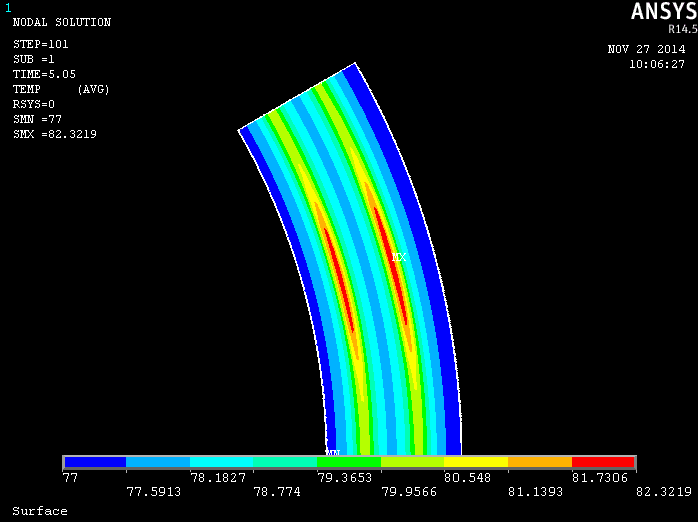 1
ANSYS
R14.5
NODAL SOLUTION
STEP=101
SUB =1
TIME=5.05
TEMP (AVG)
RSYS=0
SMN =77
SMX =82.3219
NOV 27 2014
10:06:27
MX
MN
77 78.1827 79.3653 80.548 81.7306
77.5913 78.774 79.9566 81.1393 82.3219
Surface